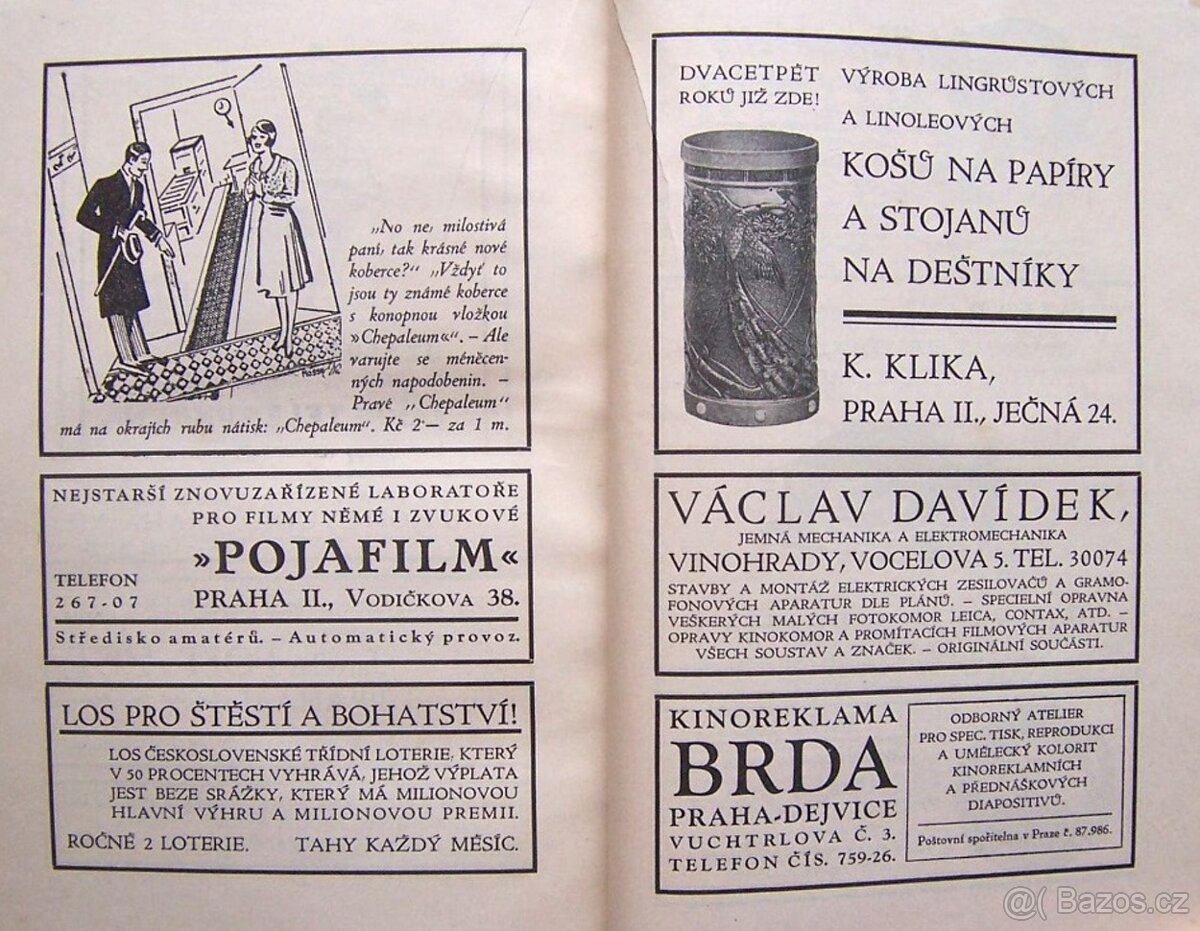 „No ne, milostivá
paní, tak krásné nové
koberce?“ „Vždyť to
jsou ty známé koberce
s konopnou vložkou
»Chepaleum«“. – Ale
varujte se méněcen-
ných napodobenin. –
Pravé „Chepaleum“
má na okrajích rubu nátisk: „Chepaleum“. Kč 2·— za 1 m.
NEJSTARŠÍ ZNOVUZAŘÍZENÉ LABORATOŘE
PRO FILMY NĚMÉ I ZVUKOVÉ
»POJAFILM«
TELEFON
267-07
PRAHA II., VODIČKOVA 38.
Středisko amatérů. – Automatický provoz.
LOS PRO ŠTĚSTÍ A BOHATSTVÍ!
LOS ČESKOSLOVENSKÉ TŘÍDNÍ LOTERIE, KTERÝ
V 50 PROCENTECH VYHRÁVÁ, JEHOŽ VÝPLATA
JEST BEZE SRÁŽKY, KTERÝ MÁ MILIONOVOU
HLAVNÍ VÝHRU A MILIONOVOU PREMII.
ROČNĚ 2 LOTERIE. TAHY KAŽDÝ MĚSÍC.
DVACETPĚT
ROKŮ JIŽ ZDE!
VÝROBA LINGRŮSTOVÝCH
A LINOLEOVÝCH
KOŠŮ NA PAPÍRY
A STOJANŮ
NA DEŠTNÍKY
K. KLIKA,
PRAHA II., JEČNÁ 24.
VÁCLAV DAVÍDEK,
JEMNÁ MECHANIKA A ELEKTROMECHANIKA
VINOHRADY, VOCELOVA 5. TEL. 30074
STAVBY A MONTÁŽ ELEKTRICKÝCH ZESILOVAČŮ A GRAMO-
FONOVÝCH APARATUR DLE PLÁNŮ. – SPECIELNÍ OPRAVNA
VEŠKERÝCH MALÝCH FOTOKOMOR LEICA, CONTAX, ATD. –
OPRAVY KINOKOMOR A PROMÍTACÍCH FILMOVÝCH APARATUR
VŠECH SOUSTAV A ZNAČEK. – ORIGINÁLNÍ SOUČÁSTI.
KINOREKLAMA
BRDA
PRAHA-DEJVICE
VUCHTRLOVA Č. 3.
TELEFON ČÍS. 759-26.
ODBORNÝ ATELIER
PRO SPEC. TISK, REPRODUKCI
A UMĚLECKÝ KOLORIT
KINOREKLAMNÍCH
A PŘEDNÁŠKOVÝCH
DIAPOSITIVŮ.
Poštovní spořitelna v Praze č. 87.986.
@( Bazos.cz